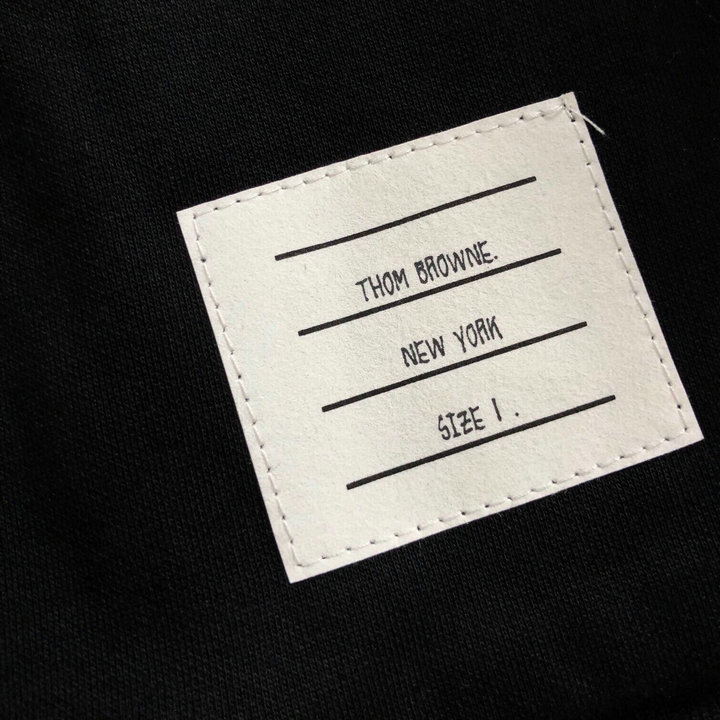 THOM BROWNE.
NEW YORK
SIZE 1 .